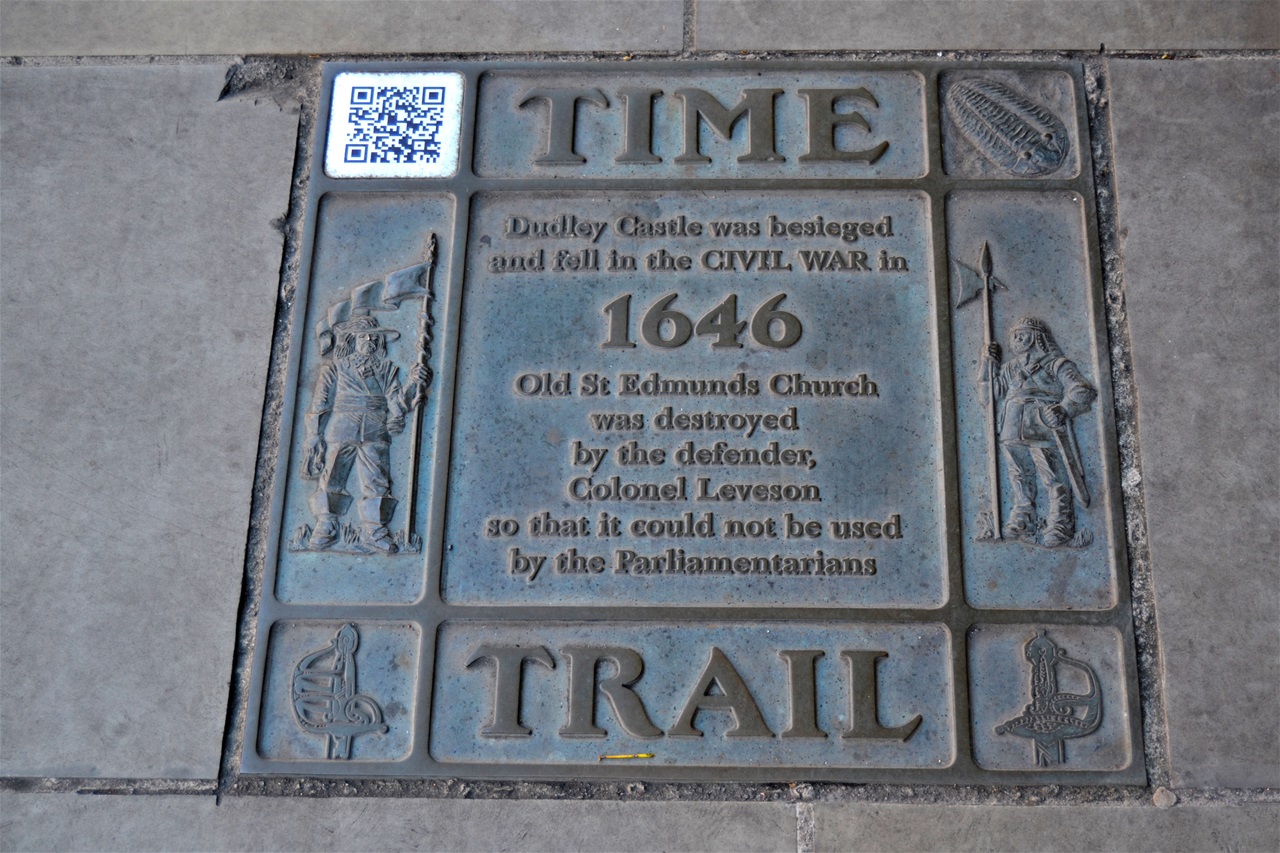 TIME
Dudley Castle was besieged
and fell in the CIVIL WAR in
1646
Old St Edmunds Church
was destroyed
by the defender,
Colonel Leveson
so that it could not be used
by the Parliamentarians
TRAIL